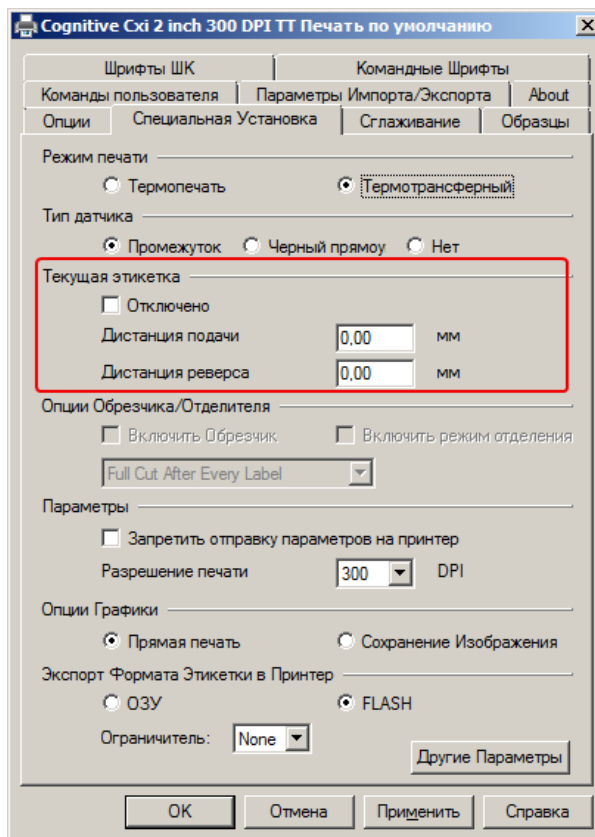 Cognitive Cxi 2 inch 300 DPI TT Печать по умолчанию
Шрифты ШК Командные Шрифты
Команды пользователя Параметры Импорта/Экспорта About
Опции Специальная Установка Сглаживание Образцы
Режим печати
Термопечать Термотрансферный
Тип датчика
Промежуток Черный прямоу Нет
Текущая этикетка
Отключено
Дистанция подачи 0,00 мм
Дистанция реверса 0,00 мм
Опции Обрезчика/Отделителя
Включить Обрезчик Включить режим отделения
Full Cut After Every Label
Параметры
Запретить отправку параметров на принтер
Разрешение печати 300 DPI
Опции Графики
Прямая печать Сохранение Изображения
Экспорт Формата Этикетки в Принтер
ОЗУ FLASH
Ограничитель: None
Другие Параметры
OK Отмена Применить Справка